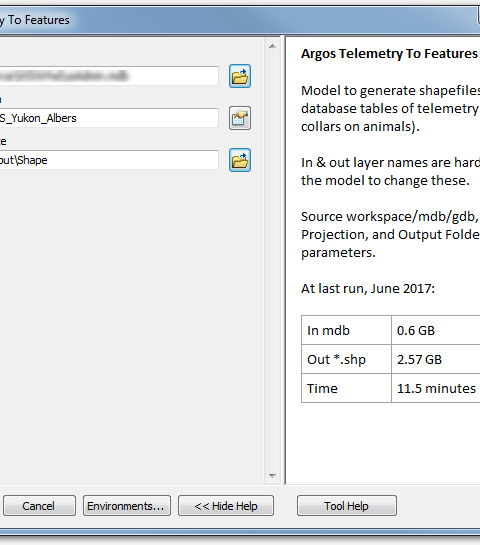 y To Features
S_Yukon_Albers
te
out\Shape
Cancel
Environments...
<< Hide Help
Argos Telemetry To Features
Model to generate shapefiles
database tables of telemetry
collars on animals).
In & out layer names are hard
the model to change these.
Source workspace/mdb/gdb,
Projection, and Output Folde
parameters.
At last run, June 2017:
In mdb 0.6 GB
Out *.shp 2.57 GB
Time 11.5 minutes
Tool Help